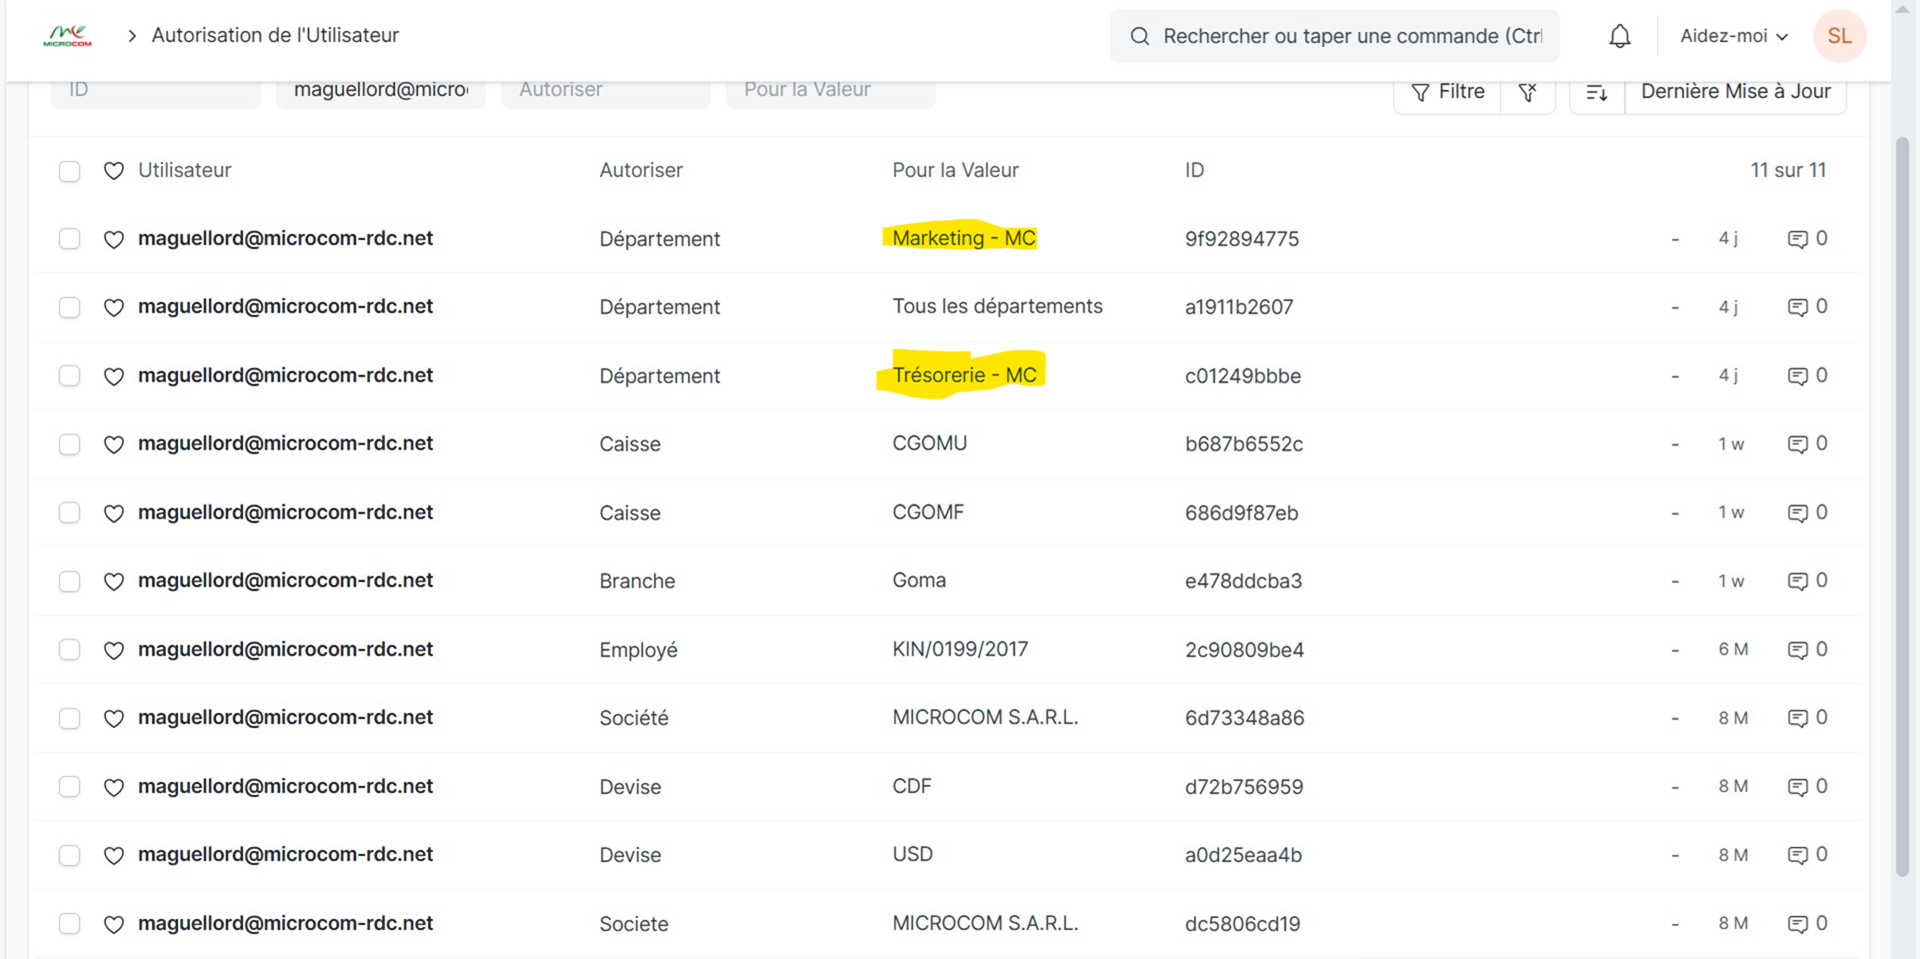 MICROCOM
Autorisation de l'Utilisateur
Rechercher ou taper une commande (Ctrl
Aidez-moi
SL
ID
maguellord@micro
Autoriser
Pour la Valeur
Filtre
Dernière Mise à Jour
Utilisateur Autoriser Pour la Valeur ID 11 sur 11
maguellord@microcom-rdc.net Département Marketing - MC 9f92894775 - 4 j 0
maguellord@microcom-rdc.net Département Tous les départements a1911b2607 - 4 j 0
maguellord@microcom-rdc.net Département Trésorerie - MC c01249bbbe - 4 j 0
maguellord@microcom-rdc.net Caisse CGOMU b687b6552c - 1 w 0
maguellord@microcom-rdc.net Caisse CGOMF 686d9f87eb - 1 w 0
maguellord@microcom-rdc.net Branche Goma e478ddcba3 - 1 w 0
maguellord@microcom-rdc.net Employé KIN/0199/2017 2c90809be4 - 6 M 0
maguellord@microcom-rdc.net Société MICROCOM S.A.R.L. 6d73348a86 - 8 M 0
maguellord@microcom-rdc.net Devise CDF d72b756959 - 8 M 0
maguellord@microcom-rdc.net Devise USD a0d25eaa4b - 8 M 0
maguellord@microcom-rdc.net Societe MICROCOM S.A.R.L. dc5806cd19 - 8 M 0